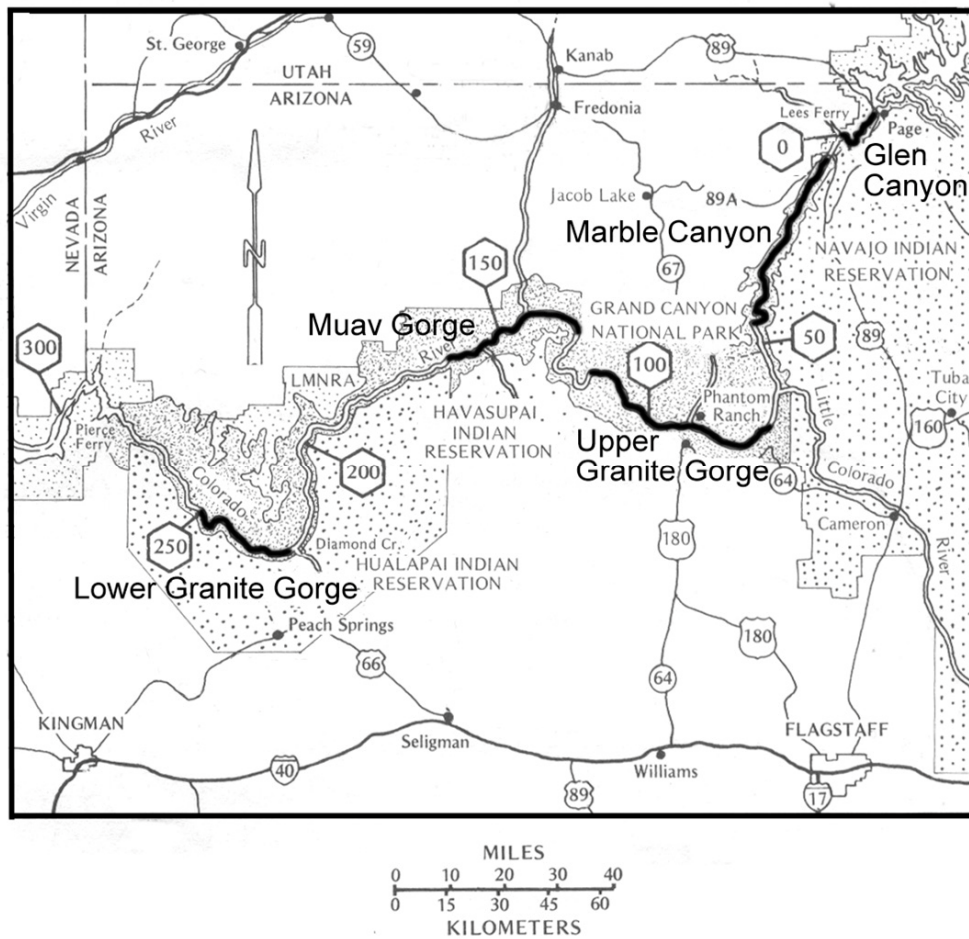 St. George
59
Kanab
89
UTAH
ARIZONA
Fredonia
Lees Ferry
Page
0
Glen
Canyon
River
Virgin
NEVADA
ARIZONA
N
Jacob Lake
89A
Marble Canyon
NAVAJO INDIAN
RESERVATION
67
150
GRAND CANYON
NATIONAL PARK
Muav Gorge
River
50
89
300
100
LMNRA
Phantom
Ranch
Little
Tuba
City
HAVASUPAI
INDIAN
RESERVATION
160
Pierce
Ferry
Upper
Granite Gorge
200
64
Colorado
Colorado
Cameron
250
Diamond Cr.
180
River
HUALAPAI INDIAN
RESERVATION
Lower Granite Gorge
Peach Springs
180
66
64
KINGMAN
Seligman
FLAGSTAFF
40
Williams
89
17
MILES
0 10 20 30 40
0 15 30 45 60
KILOMETERS